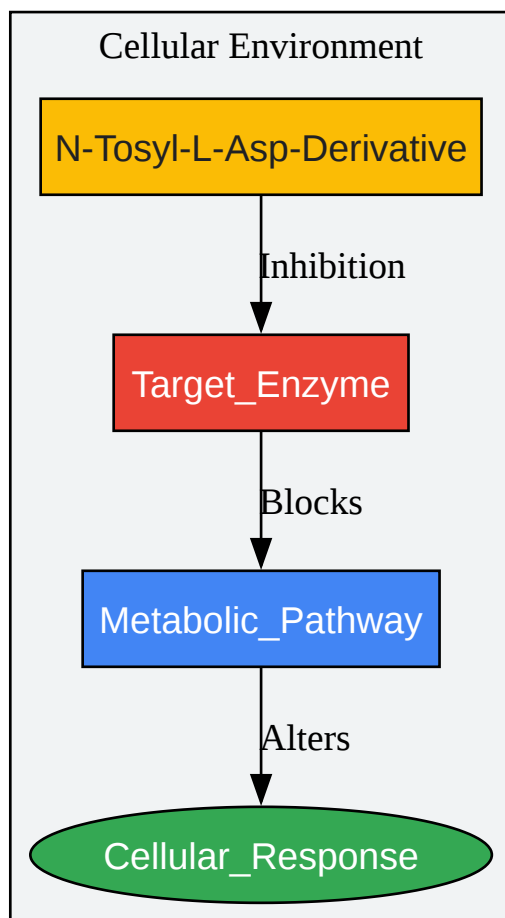 Cellular Environment
N-Tosyl-L-Asp-Derivative
Inhibition
Target_Enzyme
Blocks
Metabolic_Pathway
Alters
Cellular_Response